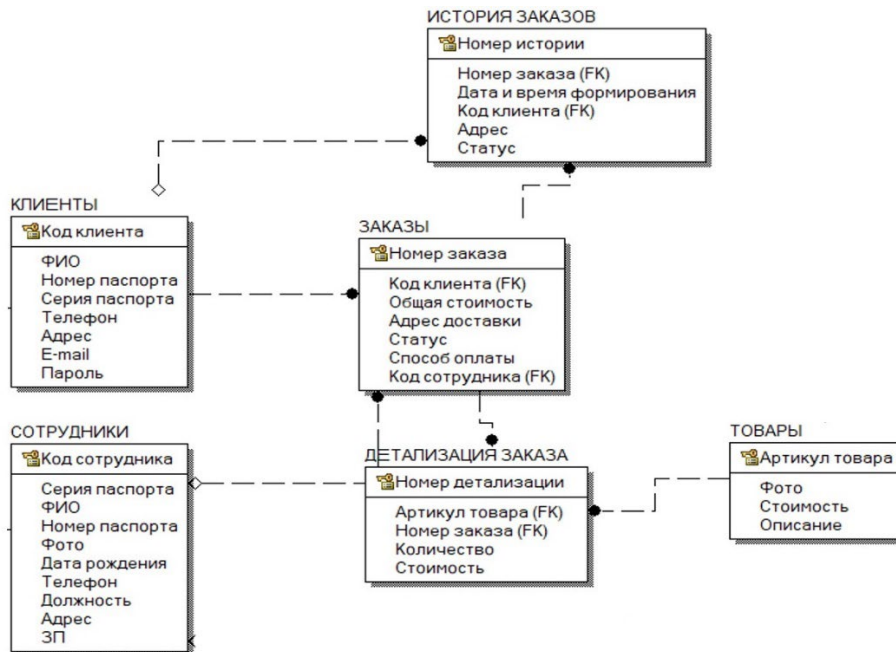 ИСТОРИЯ ЗАКАЗОВ
Номер истории
Номер заказа (FK)
Дата и время формирования
Код клиента (FK)
Адрес
Статус
КЛИЕНТЫ
Код клиента
ФИО
Номер паспорта
Серия паспорта
Телефон
Адрес
E-mail
Пароль
ЗАКАЗЫ
Номер заказа
Код клиента (FK)
Общая стоимость
Адрес доставки
Статус
Способ оплаты
Код сотрудника (FK)
СОТРУДНИКИ
Код сотрудника
Серия паспорта
ФИО
Номер паспорта
Фото
Дата рождения
Телефон
Должность
Адрес
ЗП
ДЕТАЛИЗАЦИЯ ЗАКАЗА
Номер детализации
Артикул товара (FK)
Номер заказа (FK)
Количество
Стоимость
ТОВАРЫ
Артикул товара
Фото
Стоимость
Описание